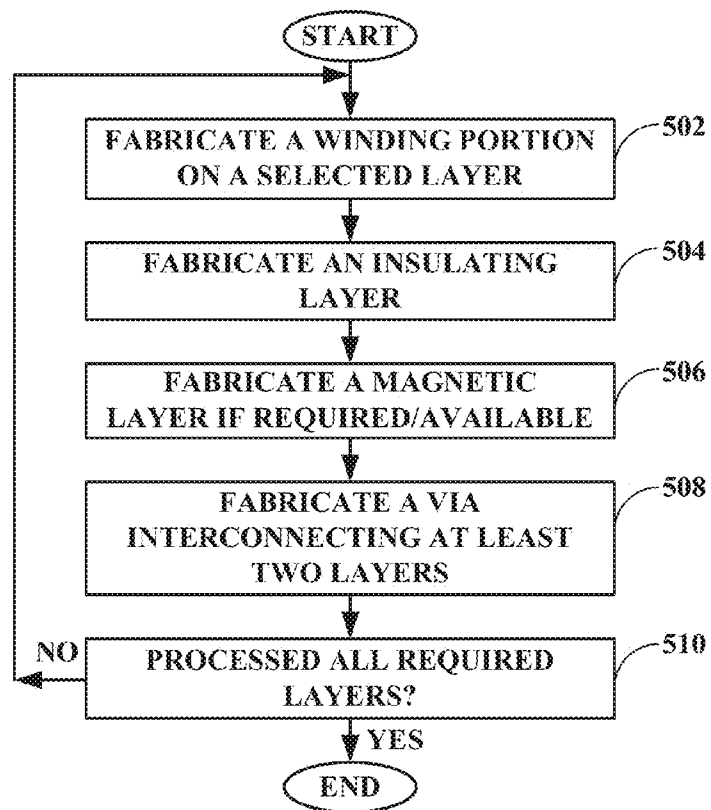 START
FABRICATE A WINDING PORTION
ON A SELECTED LAYER
502
FABRICATE AN INSULATING
LAYER
504
FABRICATE A MAGNETIC
LAYER IF REQUIRED/AVAILABLE
506
FABRICATE A VIA
INTERCONNECTING AT LEAST
TWO LAYERS
508
PROCESSED ALL REQUIRED
LAYERS?
510
NO
YES
END